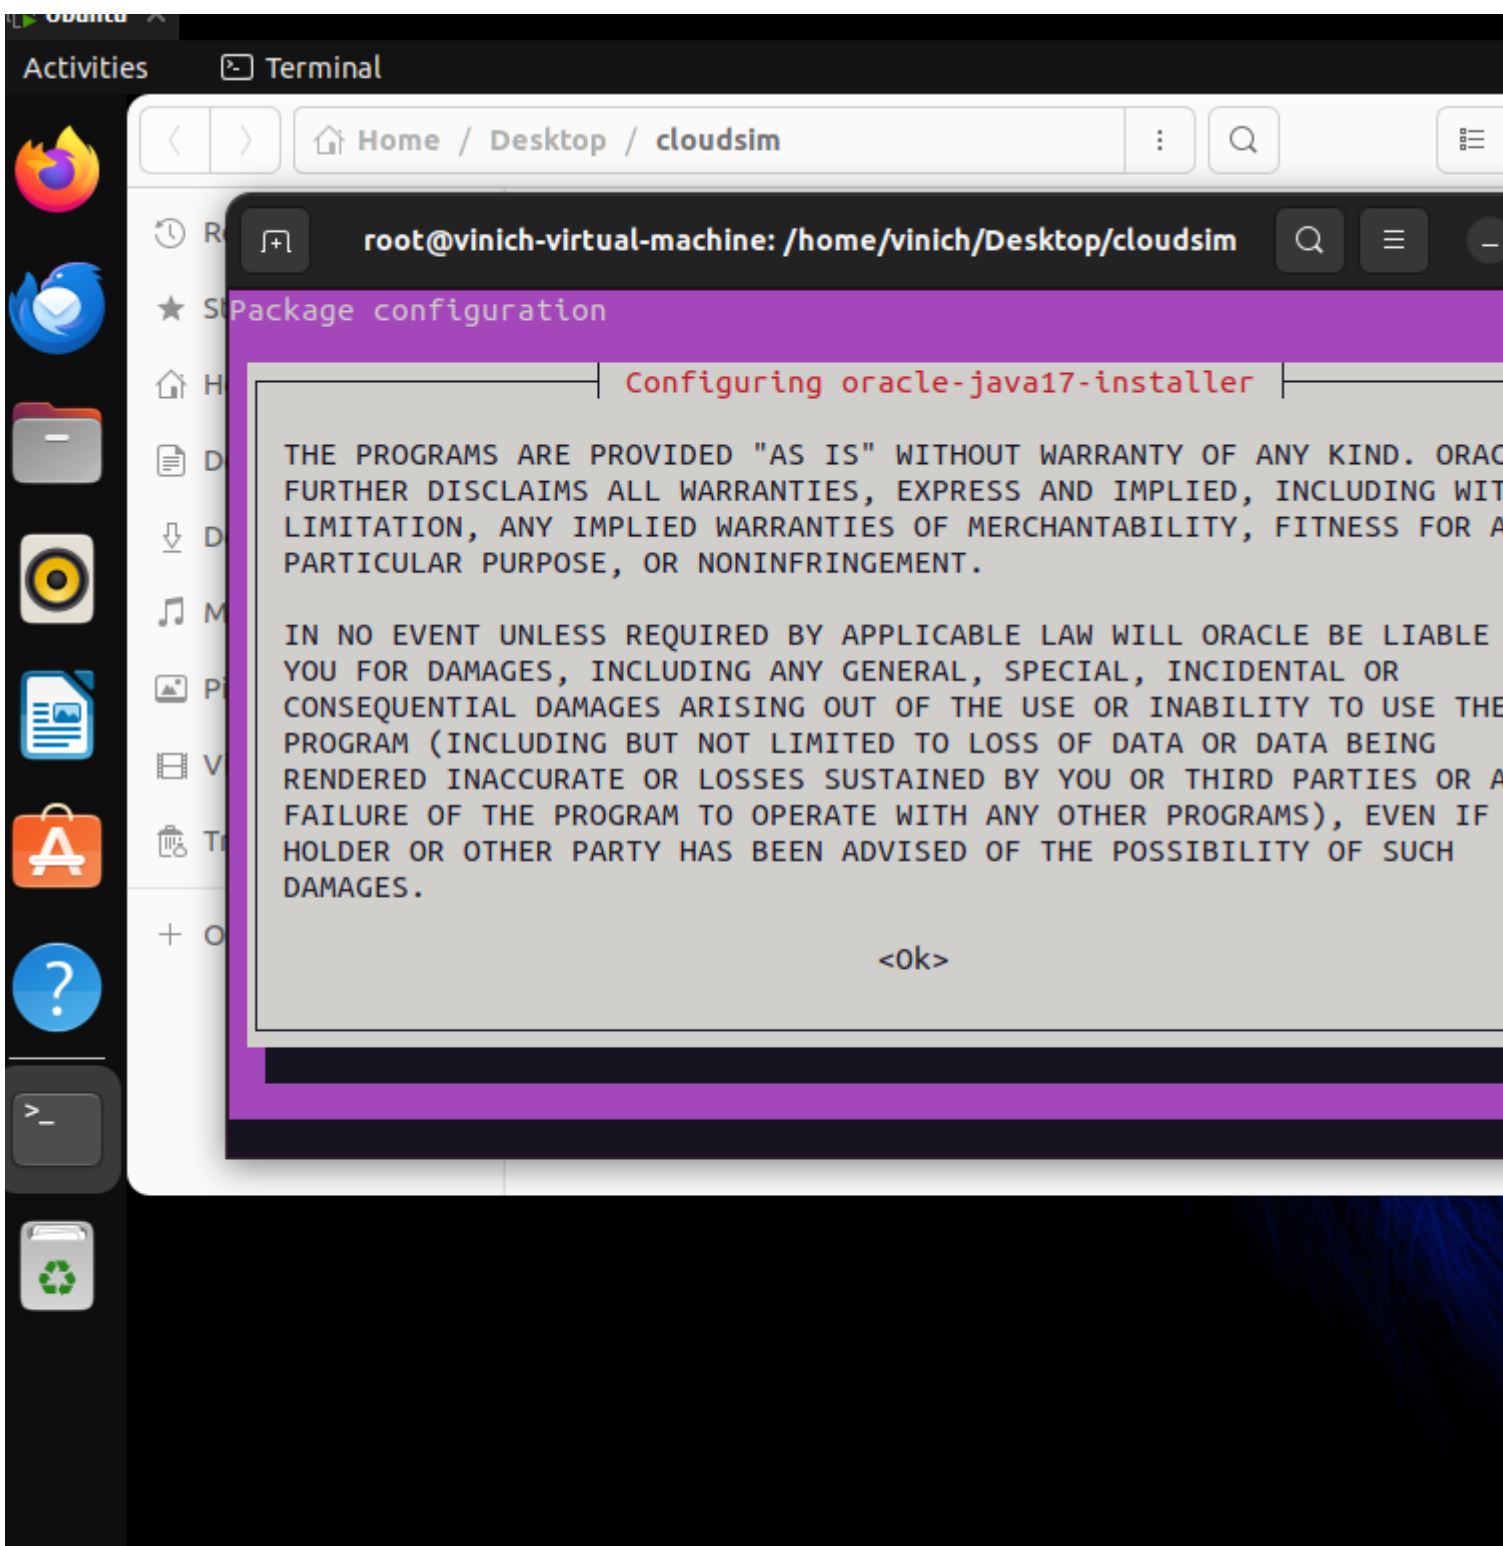 Ubuntu
Activities Terminal
Home / Desktop / cloudsim
root@vinich-virtual-machine: /home/vinich/Desktop/cloudsim
Package configuration
Configuring oracle-java17-installer
THE PROGRAMS ARE PROVIDED "AS IS" WITHOUT WARRANTY OF ANY KIND. ORAC
FURTHER DISCLAIMS ALL WARRANTIES, EXPRESS AND IMPLIED, INCLUDING WIT
LIMITATION, ANY IMPLIED WARRANTIES OF MERCHANTABILITY, FITNESS FOR A
PARTICULAR PURPOSE, OR NONINFRINGEMENT.
IN NO EVENT UNLESS REQUIRED BY APPLICABLE LAW WILL ORACLE BE LIABLE
YOU FOR DAMAGES, INCLUDING ANY GENERAL, SPECIAL, INCIDENTAL OR
CONSEQUENTIAL DAMAGES ARISING OUT OF THE USE OR INABILITY TO USE THE
PROGRAM (INCLUDING BUT NOT LIMITED TO LOSS OF DATA OR DATA BEING
RENDERED INACCURATE OR LOSSES SUSTAINED BY YOU OR THIRD PARTIES OR A
FAILURE OF THE PROGRAM TO OPERATE WITH ANY OTHER PROGRAMS), EVEN IF
HOLDER OR OTHER PARTY HAS BEEN ADVISED OF THE POSSIBILITY OF SUCH
DAMAGES.
<Ok>